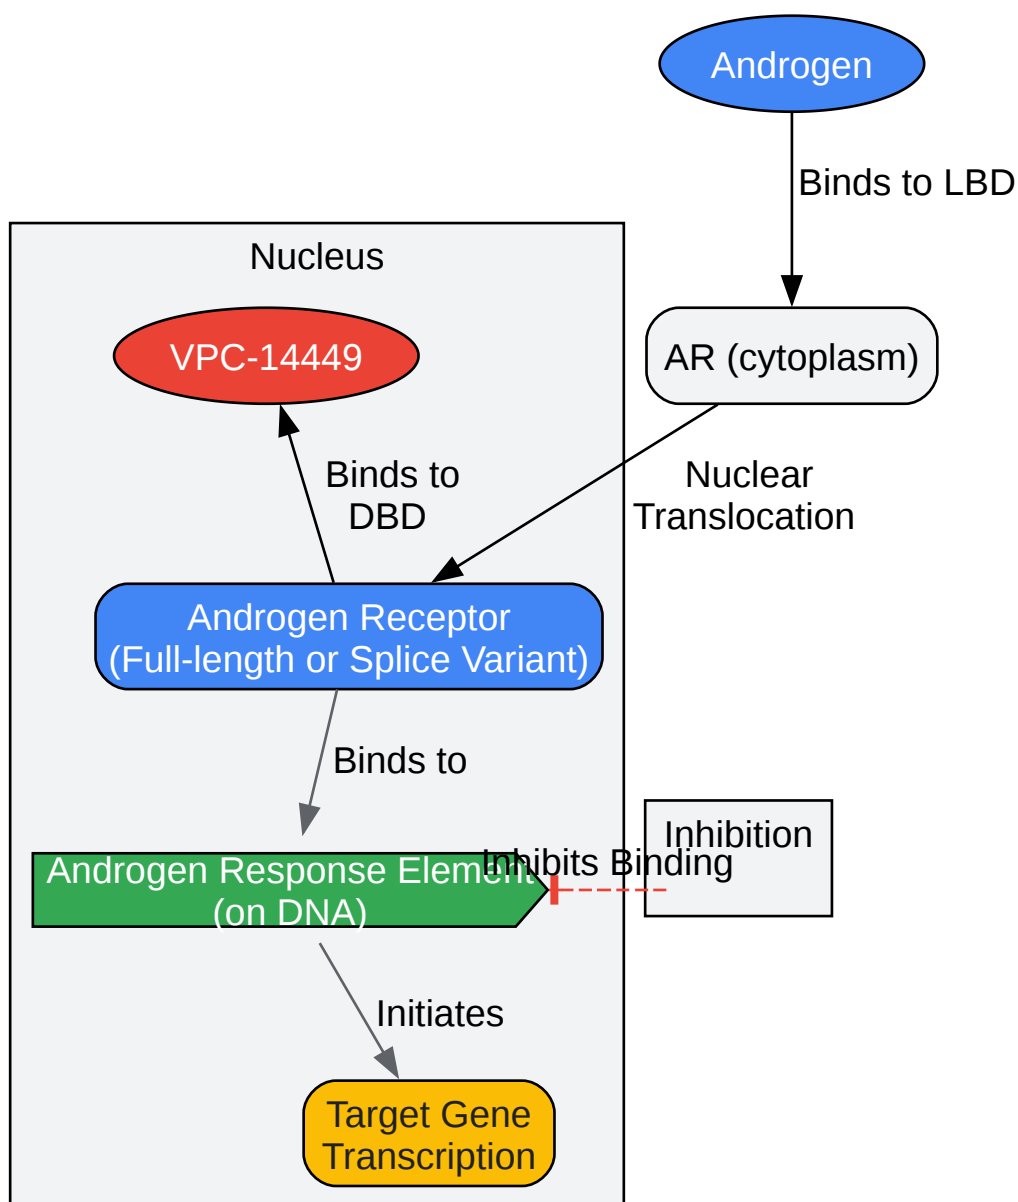 Androgen
Binds to LBD
Nucleus
VPC-14449
AR (cytoplasm)
Binds to
DBD
Nuclear
Translocation
Androgen Receptor
(Full-length or Splice Variant)
Binds to
Inhibition
Inhibits Binding
Androgen Response Element
(on DNA)
Initiates
Target Gene
Transcription